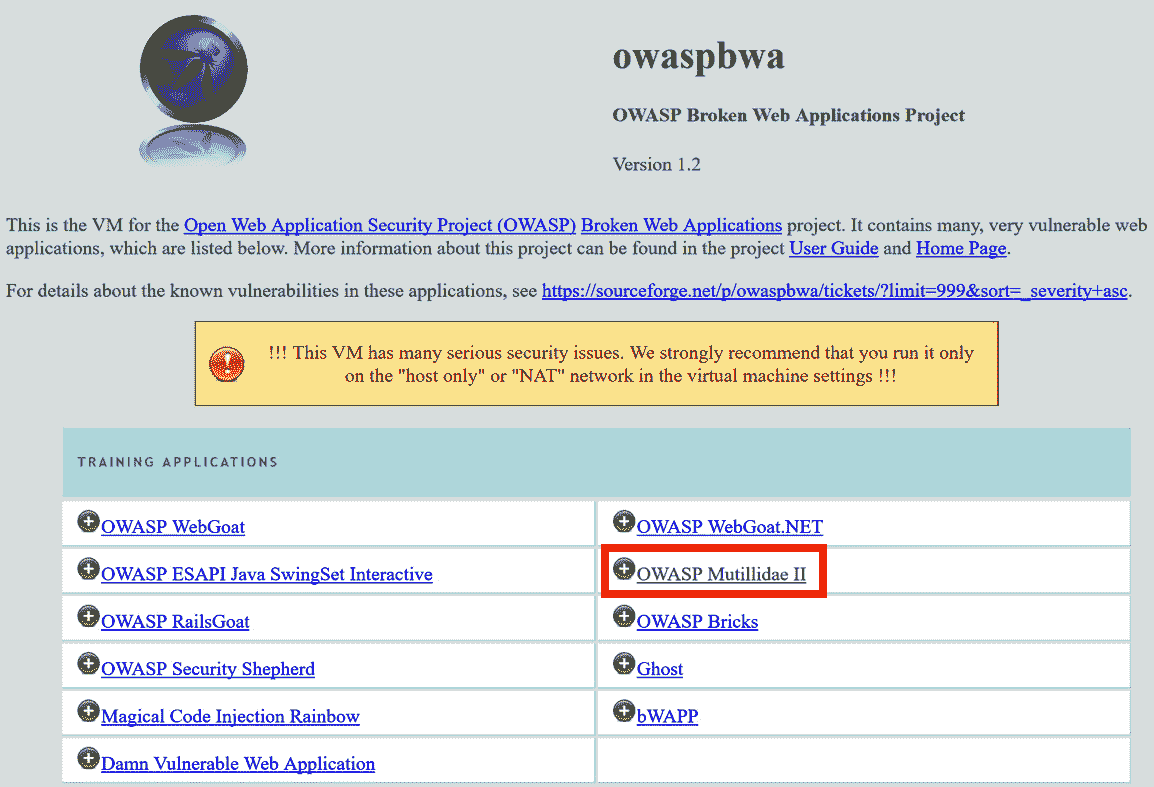 owaspbwa
OWASP Broken Web Applications Project
Version 1.2
This is the VM for the Open Web Application Security Project (OWASP) Broken Web Applications project. It contains many, very vulnerable web
applications, which are listed below. More information about this project can be found in the project User Guide and Home Page.
For details about the known vulnerabilities in these applications, see https://sourceforge.net/p/owaspbwa/tickets/?limit=999&sort=_severity+asc.
!!! This VM has many serious security issues. We strongly recommend that you run it only
on the "host only" or "NAT" network in the virtual machine settings !!!
TRAINING APPLICATIONS
OWASP WebGoat
OWASP WebGoat.NET
OWASP ESAPI Java SwingSet Interactive
OWASP Mutillidae II
OWASP RailsGoat
OWASP Bricks
OWASP Security Shepherd
Ghost
Magical Code Injection Rainbow
bWAPP
Damn Vulnerable Web Application